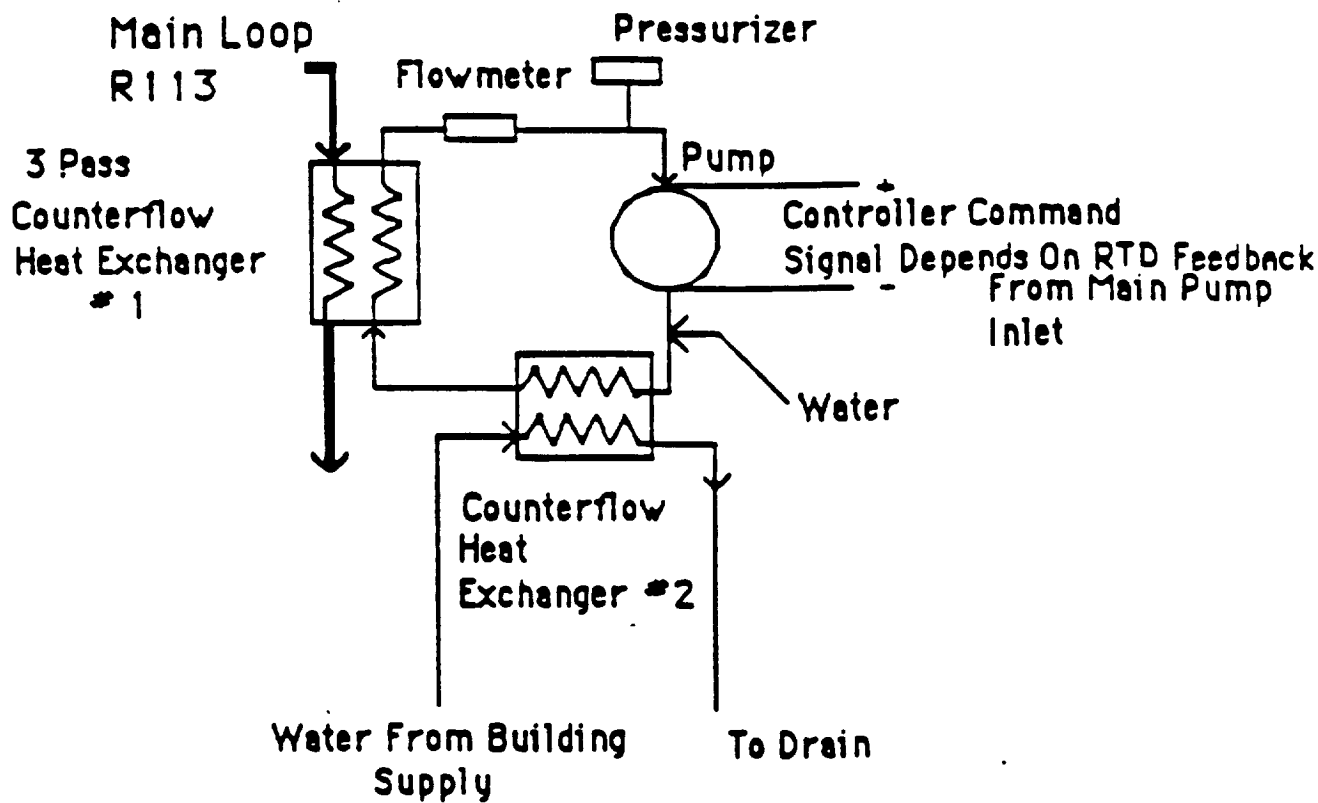 Main Loop
R113
Pressurizer
Flowmeter
3 Pass
Counterflow
Heat Exchanger
# 1
Pump
+
Controller Command
Signal Depends On RTD Feedback
-
From Main Pump
Inlet
Water
Counterflow
Heat
Exchanger #2
Water From Building
Supply
To Drain